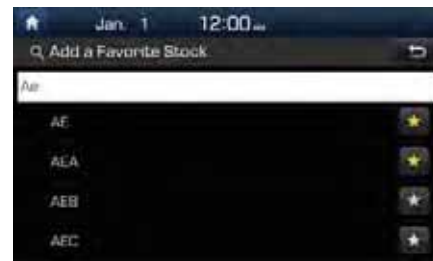 Jan. 1 12:00
Add a Favorite Stock
Ae
AE
AEA
AEB
AEC